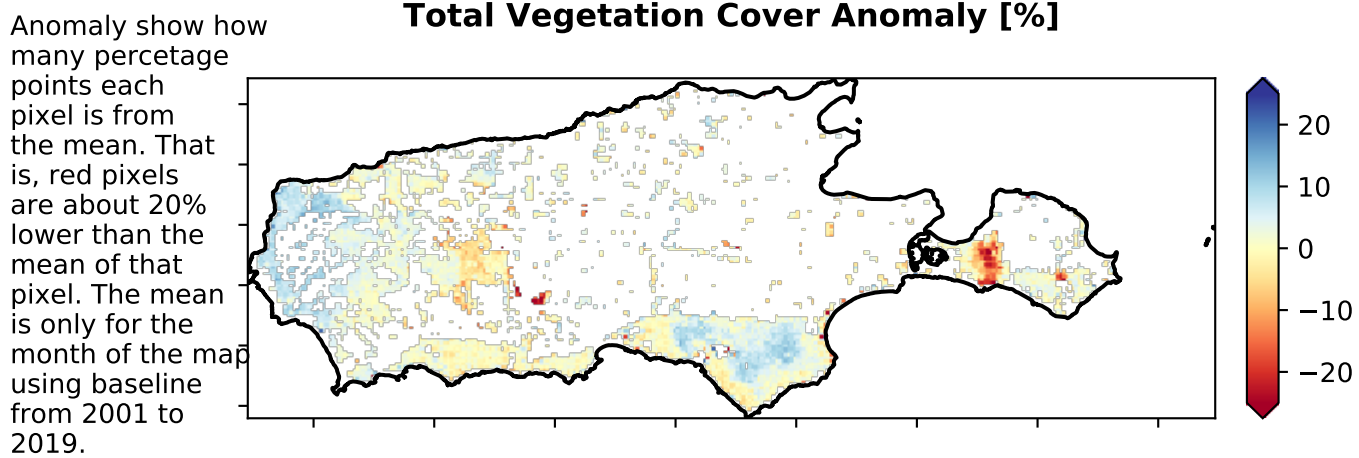 Total Vegetation Cover Anomaly [%]
Anomaly show how
many percetage
points each
pixel is from
the mean. That
is, red pixels
are about 20%
lower than the
mean of that
pixel. The mean
is only for the
month of the map
using baseline
from 2001 to
2019.
20
10
0
−10
−20